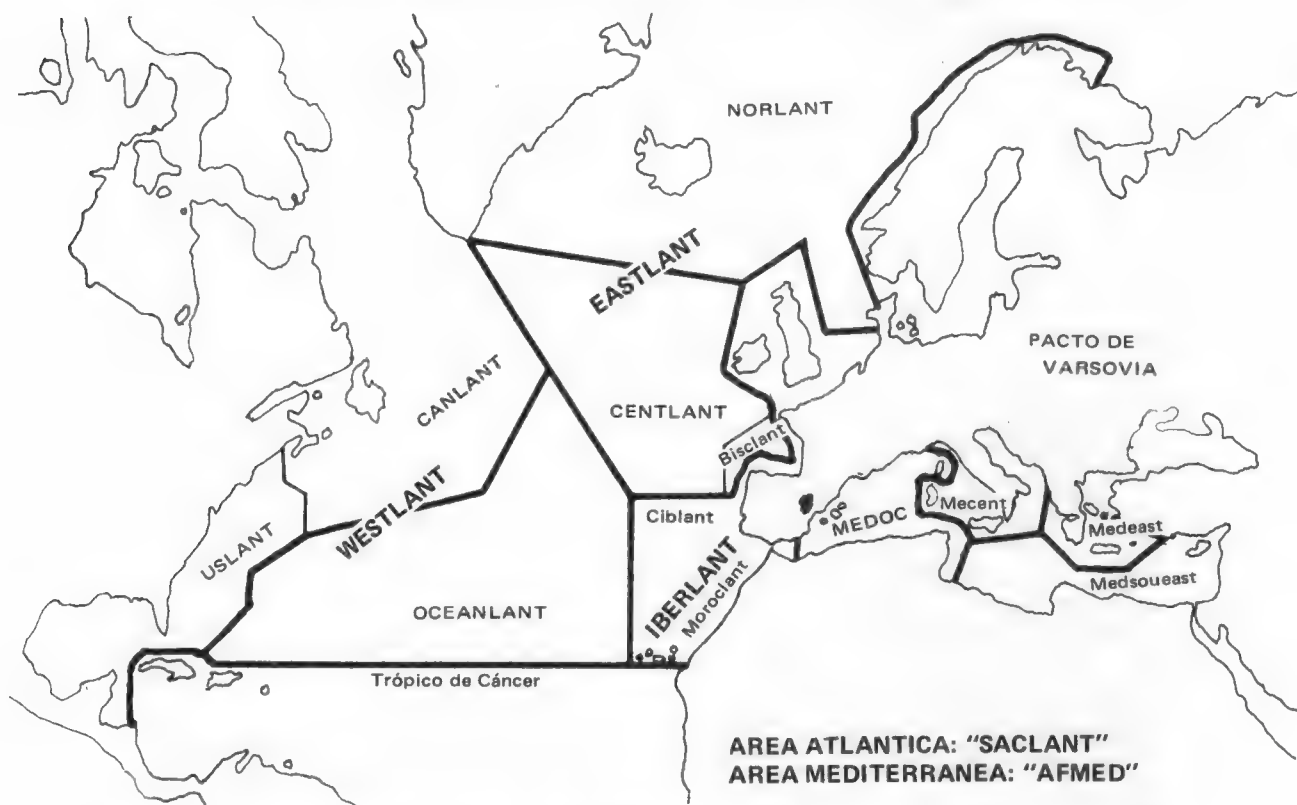 NORLANT
EASTLANT
PACTO DE
VARSOVIA
CANLANT
CENTLANT
Bisclant
WESTLANT
USLANT
Ciblant
MEDOC
Mecent
Medeast
Medsoueast
IBERLANT
Moroclant
OCEANLANT
Trópico de Cáncer
AREA ATLANTICA: “SACLANT”
AREA MEDITERRANEA: “AFMED”